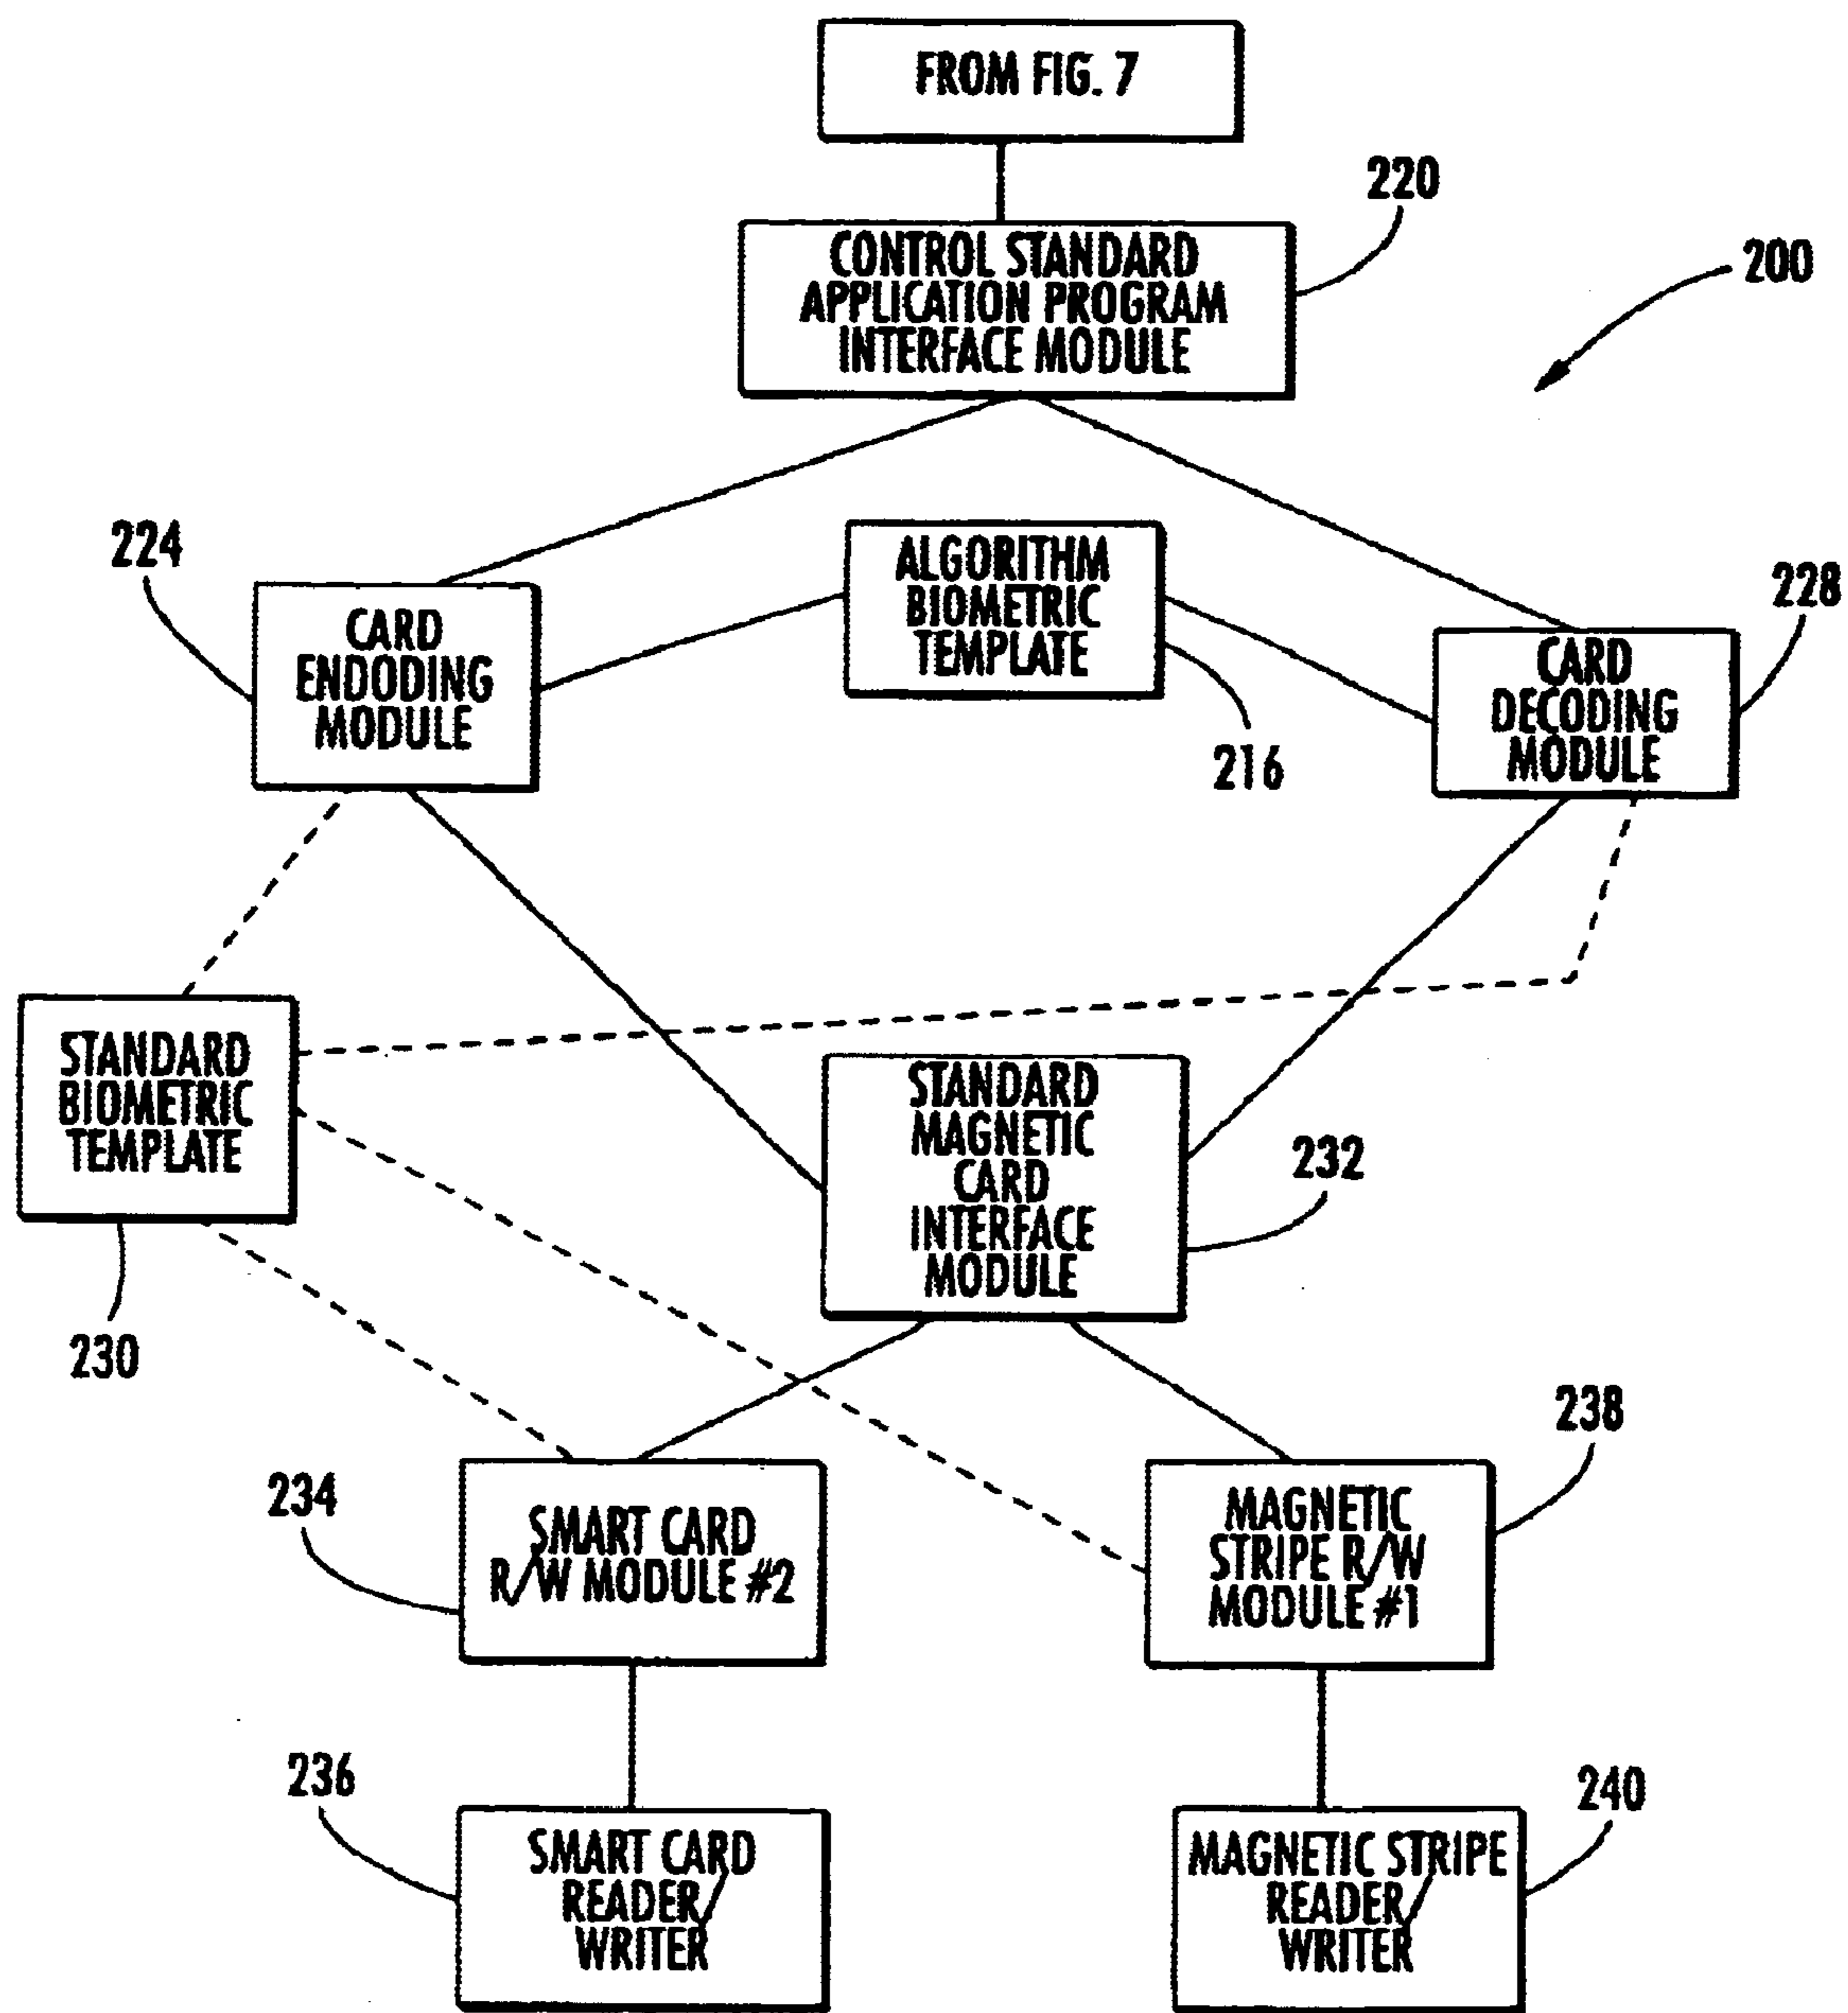 FROM FIG. 7
220
CONTROL STANDARD
APPLICATION PROGRAM
INTERFACE MODULE
200
224
CARD
ENDODING
MODULE
ALGORITHM
BIOMETRIC
TEMPLATE
216
228
CARD
DECODING
MODULE
STANDARD
BIOMETRIC
TEMPLATE
230
STANDARD
MAGNETIC
CARD
INTERFACE
MODULE
232
234
SMART CARD
R/W MODULE #2
238
MAGNETIC
STRIPE R/W
MODULE #1
236
SMART CARD
READER/
WRITER
240
MAGNETIC STRIPE
READER/
WRITER